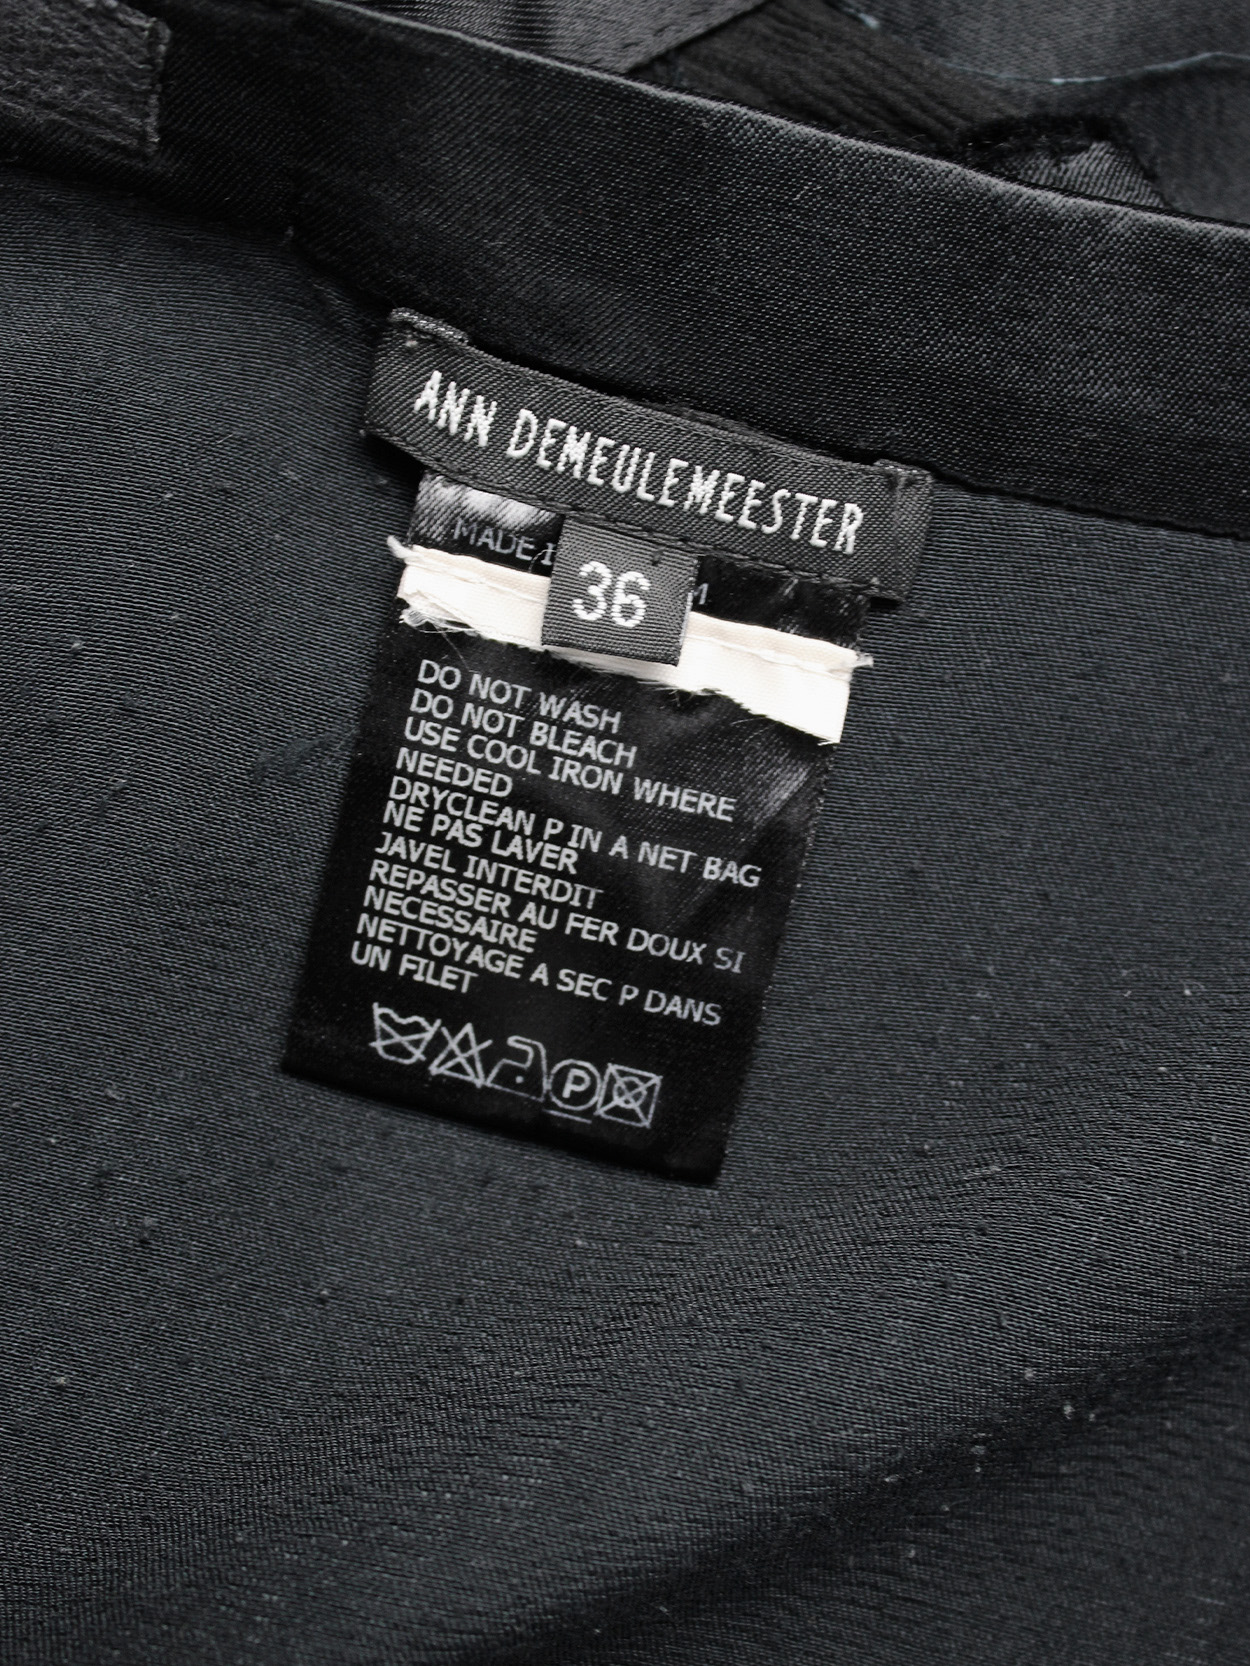 ANN DEMEULEMEESTER
MADE I
36
M
DO NOT WASH
DO NOT BLEACH
USE COOL IRON WHERE
NEEDED
DRYCLEAN P IN A NET BAG
NE PAS LAVER
JAVEL INTERDIT
REPASSER AU FER DOUX SI
NECESSAIRE
NETTOYAGE A SEC P DANS
UN FILET
P